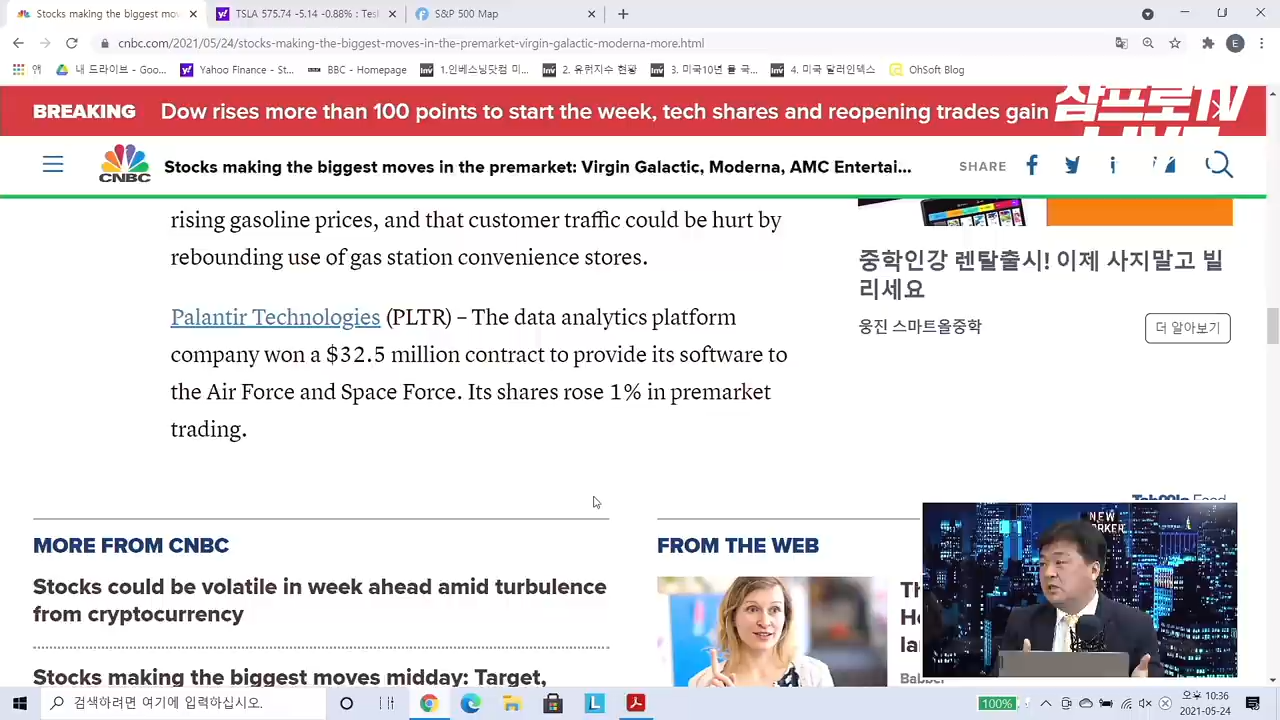 Stocks making the biggest mov
TSLA 575.74 -5.14 -0.88% : Tesl
S&P 500 Map
cnbc.com/2021/05/24/stocks-making-the-biggest-moves-in-the-premarket-virgin-galactic-moderna-more.html
E
앱
내 드라이브 - Goo...
Yahoo Finance - St...
BBC - Homepage
1.인베스팅닷컴 미...
2. 유럽지수 현황
3. 미국10년 물 국...
4. 미국 달러인덱스
OhSoft Blog
BREAKING
Dow rises more than 100 points to start the week, tech shares and reopening trades gain
삼프로TV
LIVE
CNBC
Stocks making the biggest moves in the premarket: Virgin Galactic, Moderna, AMC Entertai...
SHARE
rising gasoline prices, and that customer traffic could be hurt by
rebounding use of gas station convenience stores.
Palantir Technologies (PLTR) – The data analytics platform
company won a $32.5 million contract to provide its software to
the Air Force and Space Force. Its shares rose 1% in premarket
trading.
중학인강 렌탈출시! 이제 사지말고 빌
리세요
웅진 스마트올중학
더 알아보기
Taboola Feed
MORE FROM CNBC
Stocks could be volatile in week ahead amid turbulence
from cryptocurrency
Stocks making the biggest moves midday: Target,
FROM THE WEB
Babbel
NEW
검색하려면 여기에 입력하십시오.
100%
오후 10:36
2021-05-24